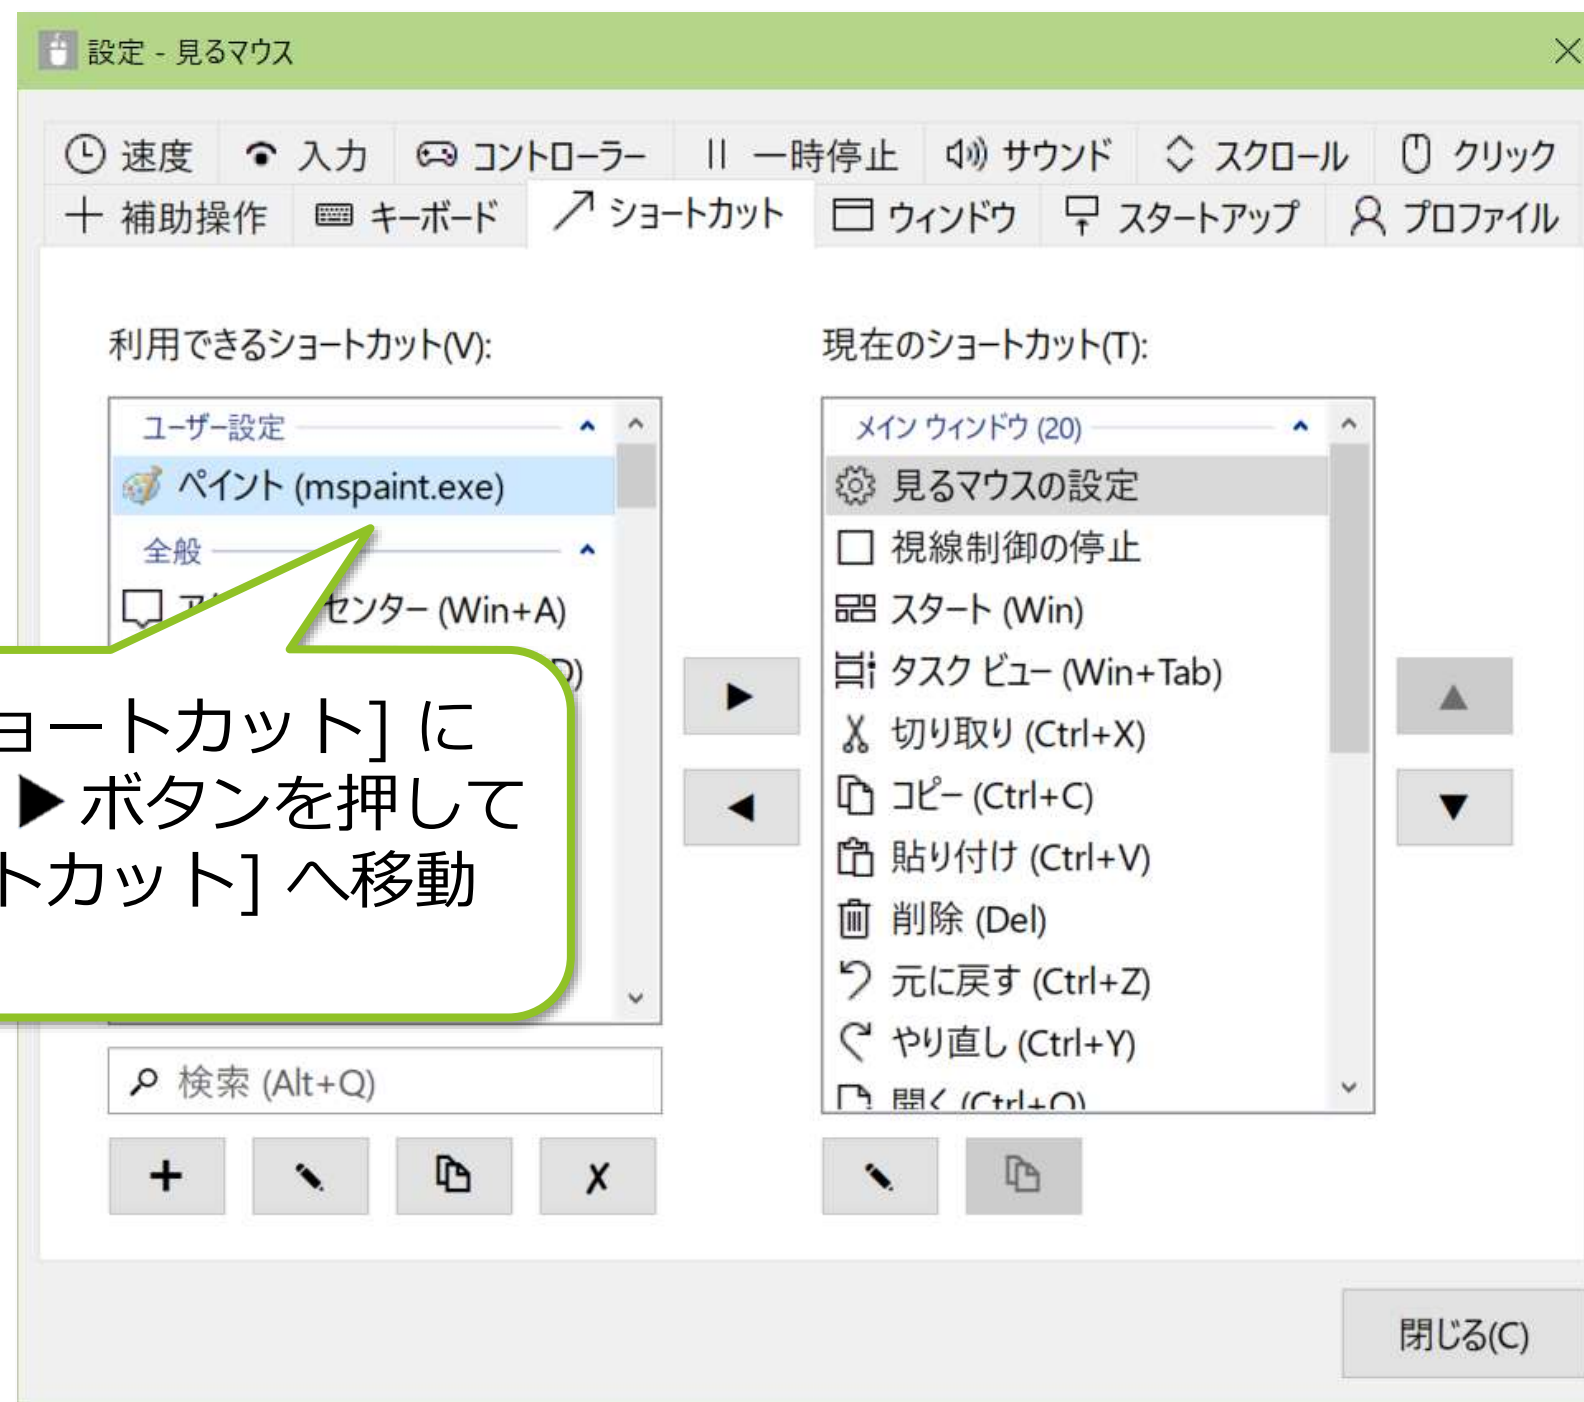 設定 - 見るマウス
速度 入力 コントローラー 一時停止 サウンド スクロール クリック
補助操作 キーボード ショートカット ウィンドウ スタートアップ プロファイル
利用できるショートカット(V):
ユーザー設定
ペイント (mspaint.exe)
全般
センター (Win+A)
ョートカット] に
▶ボタンを押して
トカット] へ移動
検索 (Alt+Q)
現在のショートカット(T):
メイン ウィンドウ (20)
見るマウスの設定
視線制御の停止
スタート (Win)
タスク ビュー (Win+Tab)
切り取り (Ctrl+X)
コピー (Ctrl+C)
貼り付け (Ctrl+V)
削除 (Del)
元に戻す (Ctrl+Z)
やり直し (Ctrl+Y)
開く (Ctrl+O)
閉じる(C)